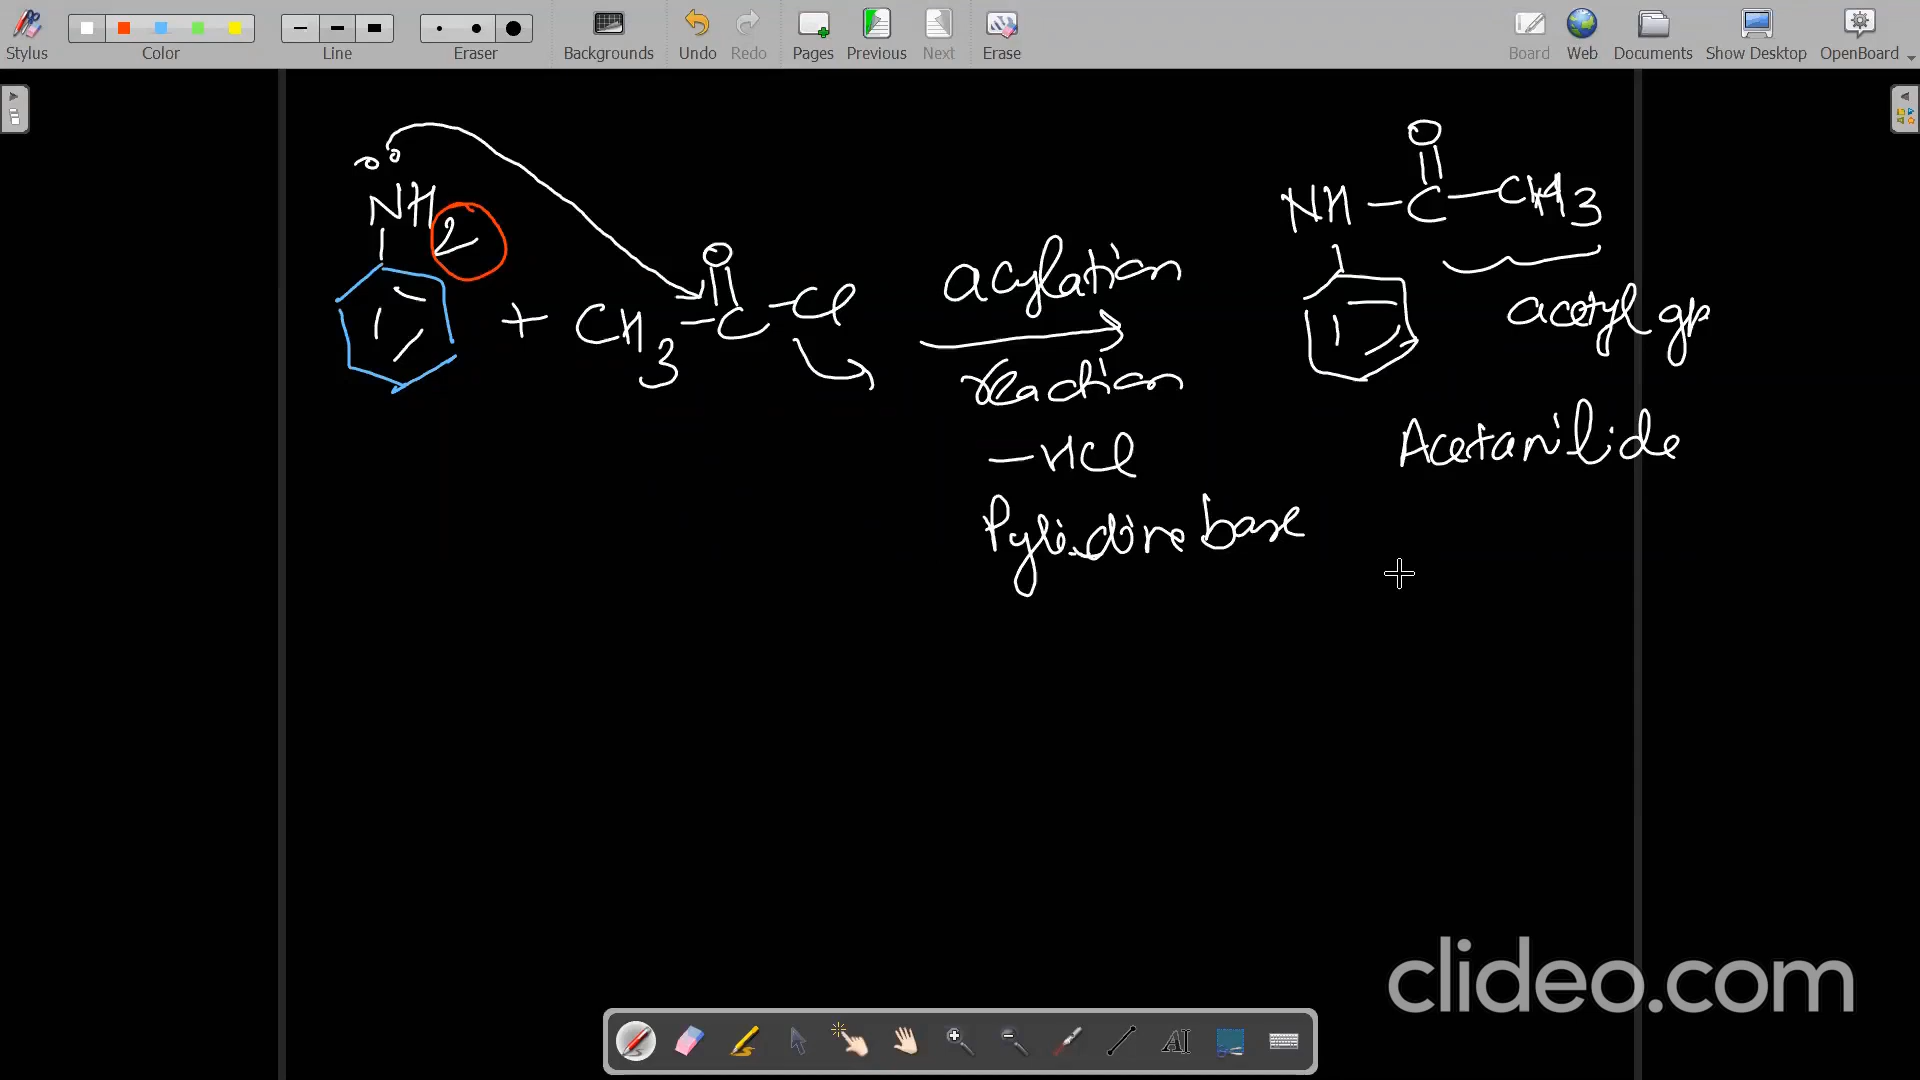 Stylus Color Line Eraser Backgrounds Undo Redo Pages Previous Next Erase Board Web Documents Show Desktop OpenBoard
NH2
+ CH3-C-Cl
O
acylation
reaction
-HCl
Pyridine base
O
NH-C-CH3
acetyl gp
Acetanilide
clideo.com
AI